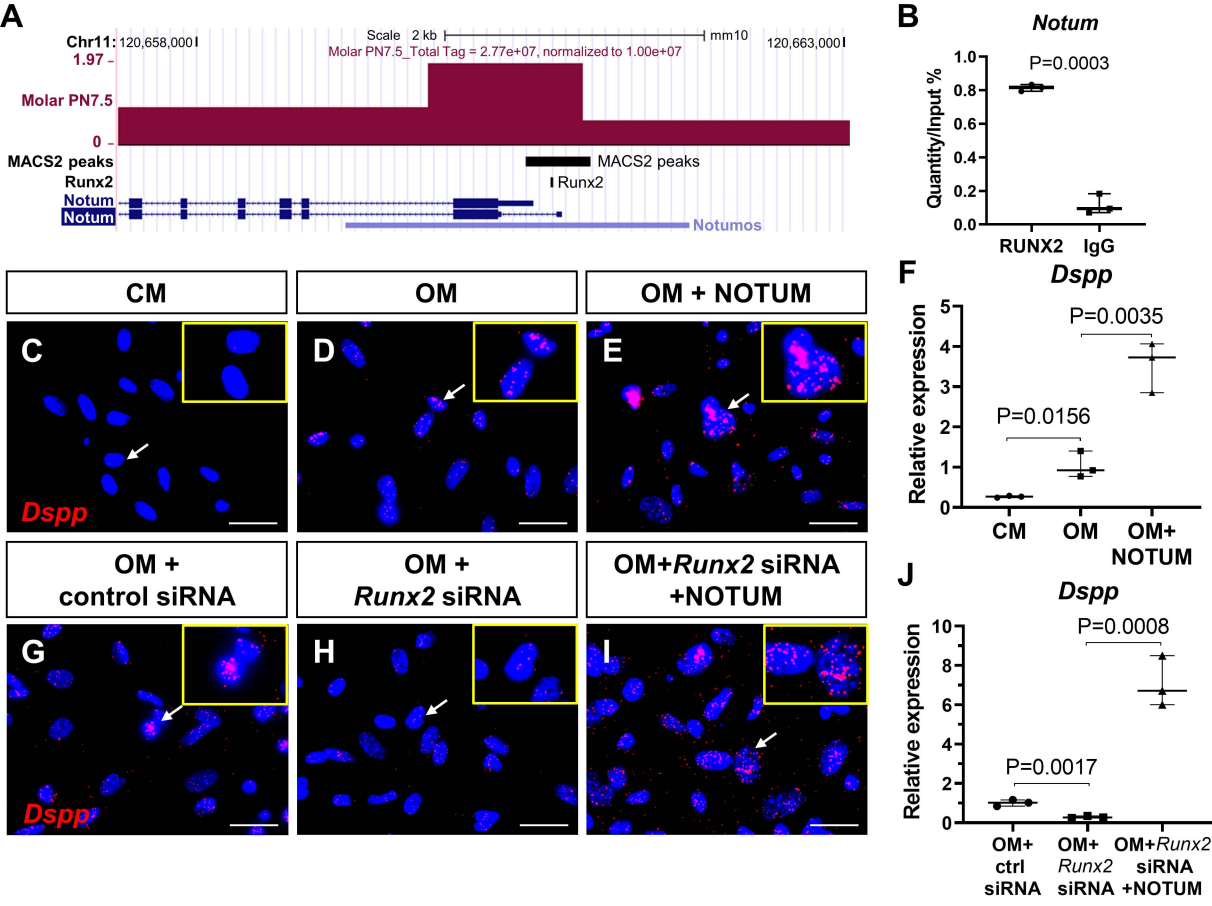 A
Scale 2 kb mm10
Chr11: 120,658,000 120,663,000
Molar PN7.5_Total Tag = 2.77e+07, normalized to 1.00e+07
1.97
Molar PN7.5
0
MACS2 peaks MACS2 peaks
Runx2 Runx2
Notum
Notum
Notumos
B
Notum
P=0.0003
Quantity/Input %
1.0
0.8
0.6
0.4
0.2
0.0
RUNX2 IgG
CM
OM
OM + NOTUM
C
Dspp
D
E
F
Dspp
P=0.0035
P=0.0156
Relative expression
5
4
3
2
1
0
CM OM OM+
NOTUM
OM +
control siRNA
OM +
Runx2 siRNA
OM+Runx2 siRNA
+NOTUM
G
Dspp
H
I
J
Dspp
P=0.0008
P=0.0017
Relative expression
10
8
6
4
2
0
OM+
ctrl
siRNA
OM+
Runx2
siRNA
OM+Runx2
siRNA
+NOTUM